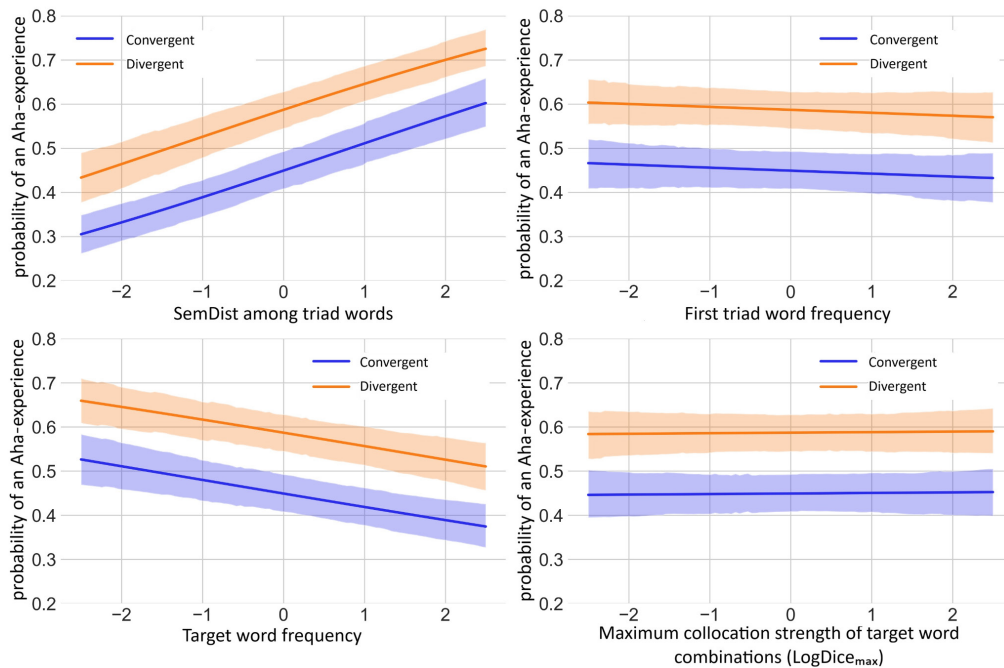 0.8
0.7
0.6
0.5
0.4
0.3
0.2
probability of an Aha-experience
Convergent
Divergent
−2 −1 0 1 2
SemDist among triad words
0.8
0.7
0.6
0.5
0.4
0.3
0.2
probability of an Aha-experience
Convergent
Divergent
−2 −1 0 1 2
First triad word frequency
0.8
0.7
0.6
0.5
0.4
0.3
0.2
probability of an Aha-experience
Convergent
Divergent
−2 −1 0 1 2
Target word frequency
0.8
0.7
0.6
0.5
0.4
0.3
0.2
probability of an Aha-experience
Convergent
Divergent
−2 −1 0 1 2
Maximum collocation strength of target word
combinations (LogDiceₘₐₓ)